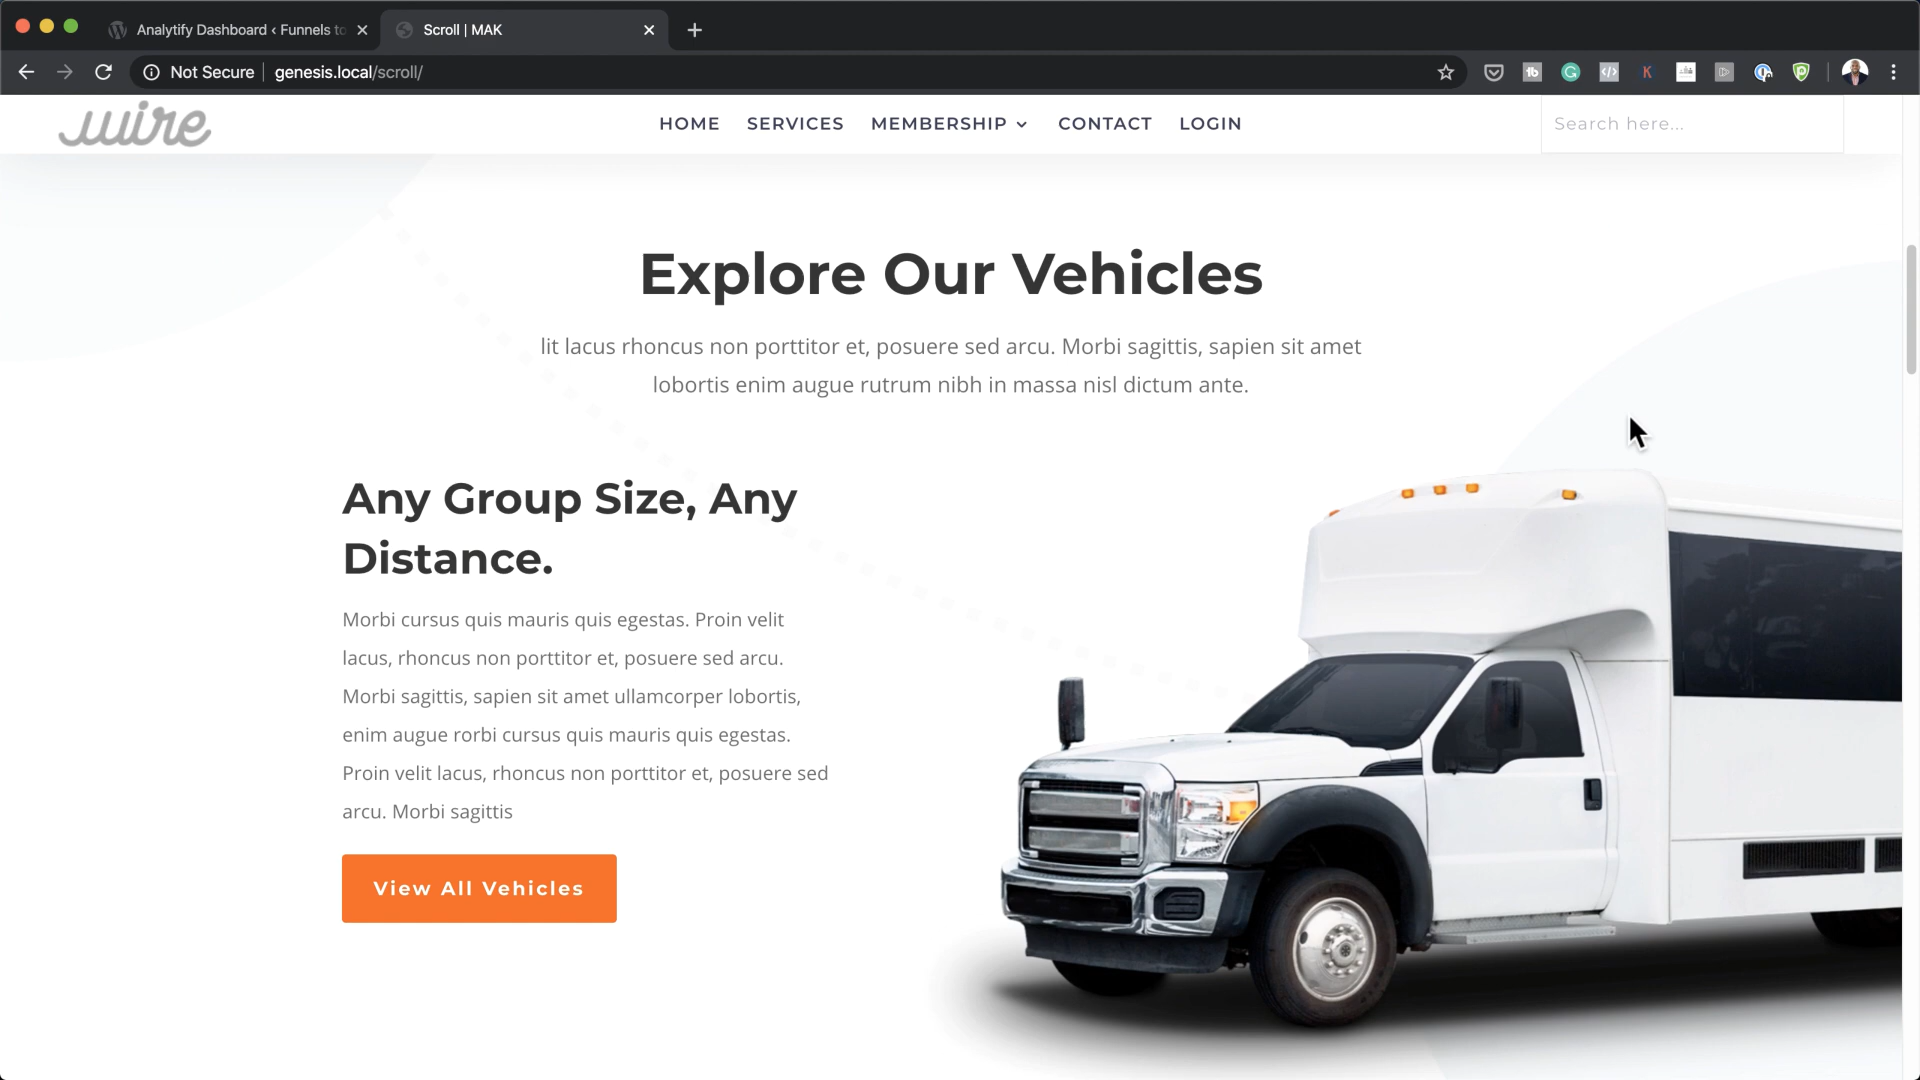 Analytify Dashboard ‹ Funnels to
Scroll | MAK
Not Secure
genesis.local/scroll/
wire
HOME
SERVICES
MEMBERSHIP
CONTACT
LOGIN
Search here...
Explore Our Vehicles
lit lacus rhoncus non porttitor et, posuere sed arcu. Morbi sagittis, sapien sit amet
lobortis enim augue rutrum nibh in massa nisl dictum ante.
Any Group Size, Any
Distance.
Morbi cursus quis mauris quis egestas. Proin velit
lacus, rhoncus non porttitor et, posuere sed arcu.
Morbi sagittis, sapien sit amet ullamcorper lobortis,
enim augue rorbi cursus quis mauris quis egestas.
Proin velit lacus, rhoncus non porttitor et, posuere sed
arcu. Morbi sagittis
View All Vehicles